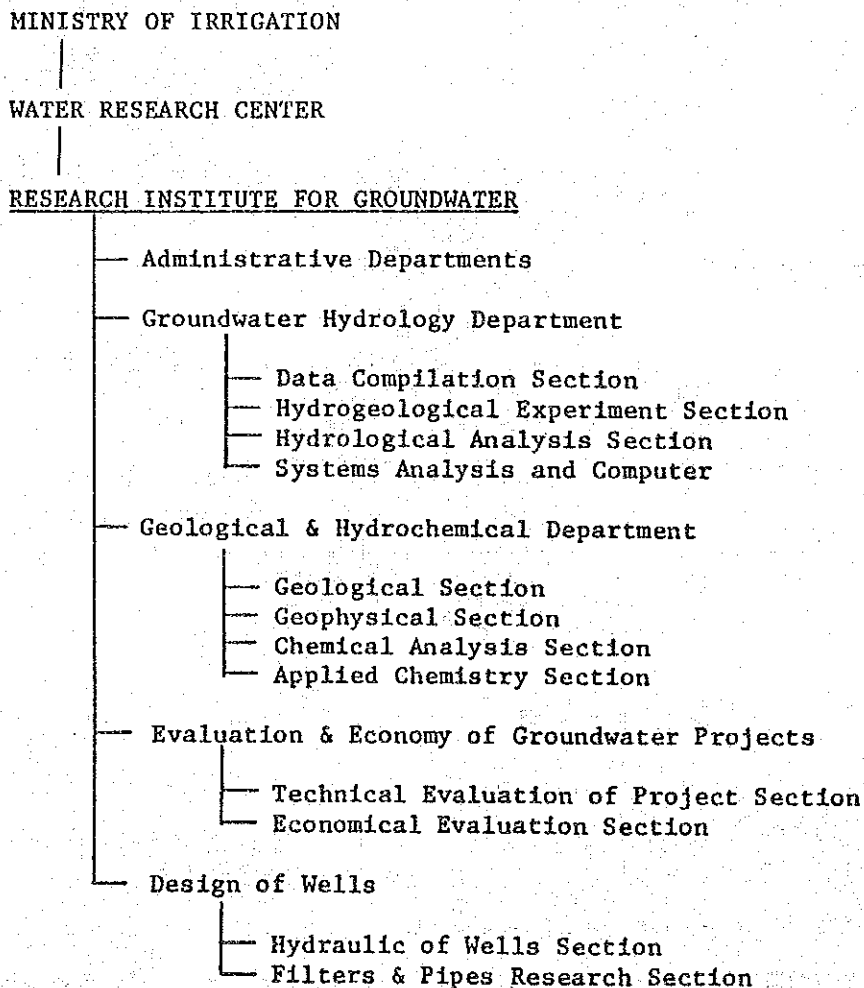 MINISTRY OF IRRIGATION
WATER RESEARCH CENTER
RESEARCH INSTITUTE FOR GROUNDWATER
Administrative Departments
Groundwater Hydrology Department
Data Compilation Section
Hydrogeological Experiment Section
Hydrological Analysis Section
Systems Analysis and Computer
Geological & Hydrochemical Department
Geological Section
Geophysical Section
Chemical Analysis Section
Applied Chemistry Section
Evaluation & Economy of Groundwater Projects
Technical Evaluation of Project Section
Economical Evaluation Section
Design of Wells
Hydraulic of Wells Section
Filters & Pipes Research Section